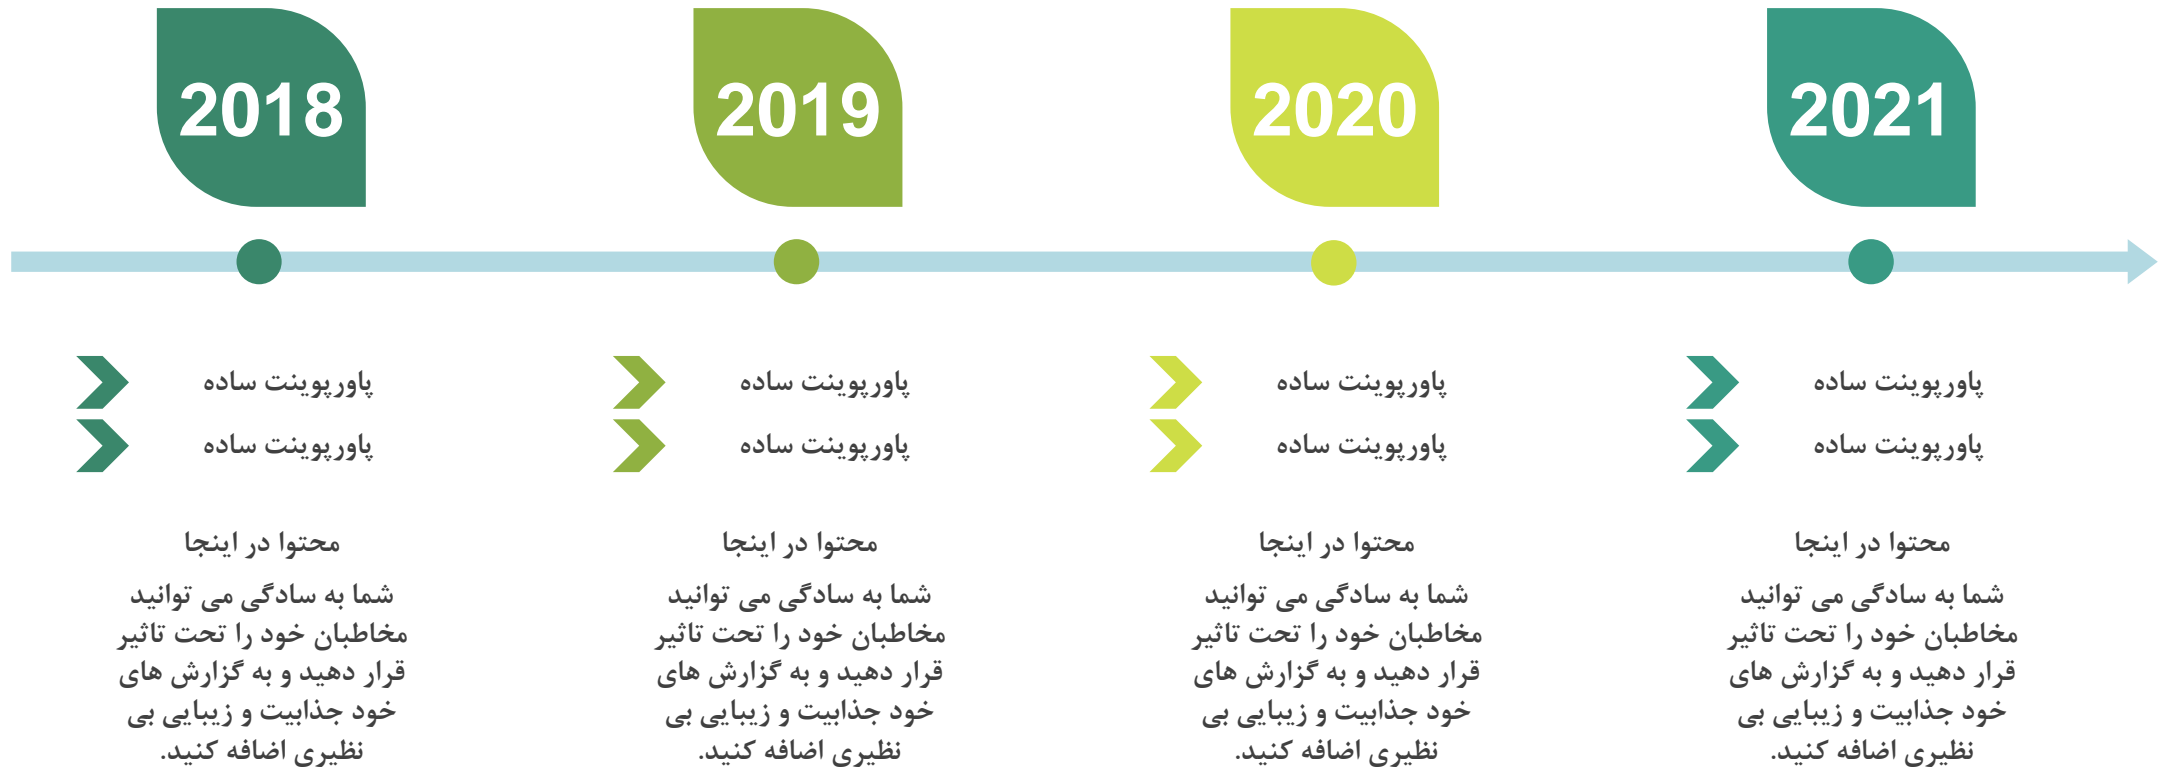 2018
2019
2020
2021
پاورپوینت ساده
پاورپوینت ساده
محتوا در اینجا
شما به سادگی می توانید
مخاطبان خود را تحت تاثیر
قرار دهید و به گزارش های
خود جذابیت و زیبایی بی
نظیری اضافه کنید.
پاورپوینت ساده
پاورپوینت ساده
محتوا در اینجا
شما به سادگی می توانید
مخاطبان خود را تحت تاثیر
قرار دهید و به گزارش های
خود جذابیت و زیبایی بی
نظیری اضافه کنید.
پاورپوینت ساده
پاورپوینت ساده
محتوا در اینجا
شما به سادگی می توانید
مخاطبان خود را تحت تاثیر
قرار دهید و به گزارش های
خود جذابیت و زیبایی بی
نظیری اضافه کنید.
پاورپوینت ساده
پاورپوینت ساده
محتوا در اینجا
شما به سادگی می توانید
مخاطبان خود را تحت تاثیر
قرار دهید و به گزارش های
خود جذابیت و زیبایی بی
نظیری اضافه کنید.